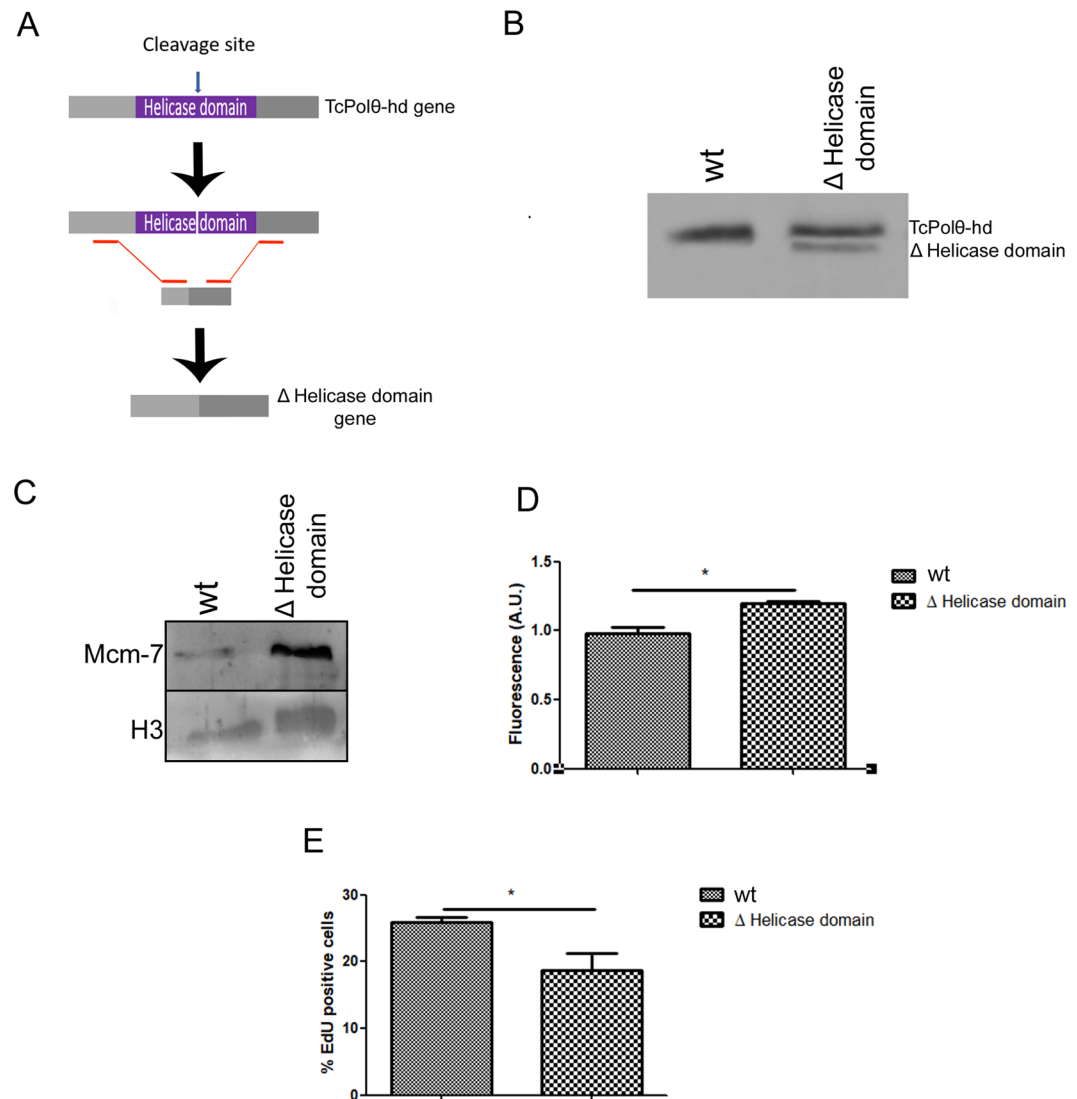 A
Cleavage site
Helicase domain
TcPolθ-hd gene
Helicase domain
Δ Helicase domain
gene
B
wt
Δ Helicase
domain
TcPolθ-hd
Δ Helicase domain
C
wt
Δ Helicase
domain
Mcm-7
H3
D
Fluorescence (A.U.)
1.5
1.0
0.5
0.0
*
wt
Δ Helicase domain
E
% EdU positive cells
30
20
10
0
*
wt
Δ Helicase domain